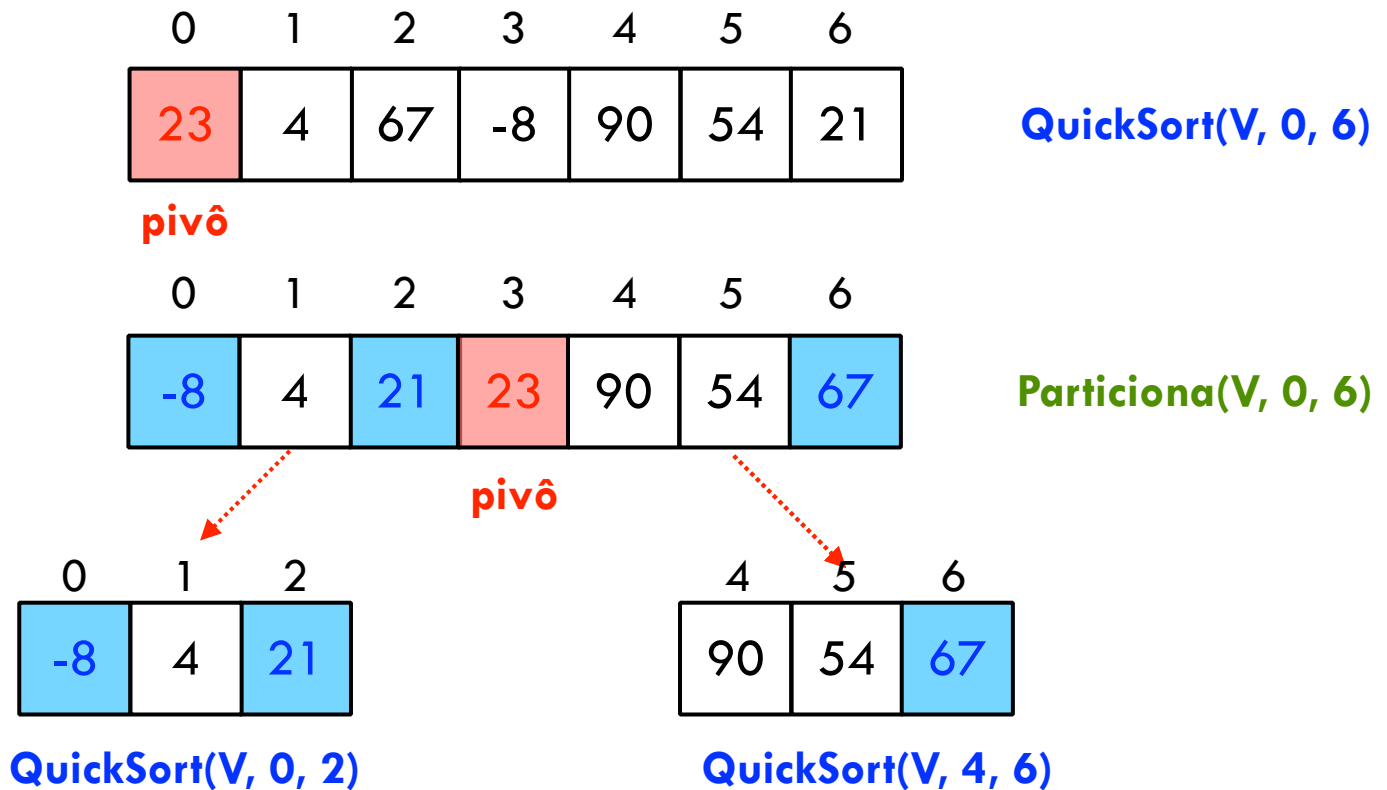 0 1 2 3 4 5 6
23 4 67 -8 90 54 21 QuickSort(V, 0, 6)
pivô
0 1 2 3 4 5 6
-8 4 21 23 90 54 67 Particiona(V, 0, 6)
pivô
0 1 2 4 5 6
-8 4 21 90 54 67
QuickSort(V, 0, 2) QuickSort(V, 4, 6)